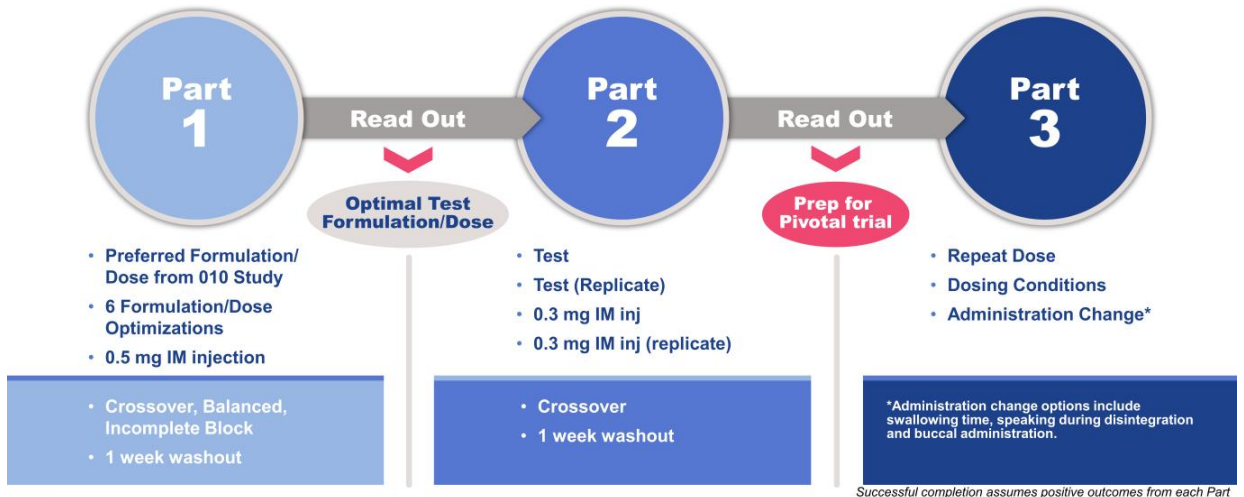 Part
1
Read Out
Part
2
Read Out
Part
3
Optimal Test
Formulation/Dose
Prep for
Pivotal trial
• Preferred Formulation/
Dose from 010 Study
• 6 Formulation/Dose
Optimizations
• 0.5 mg IM injection
• Test
• Test (Replicate)
• 0.3 mg IM inj
• 0.3 mg IM inj (replicate)
• Repeat Dose
• Dosing Conditions
• Administration Change*
• Crossover, Balanced,
Incomplete Block
• 1 week washout
• Crossover
• 1 week washout
*Administration change options include
swallowing time, speaking during disintegration
and buccal administration.
Successful completion assumes positive outcomes from each Part